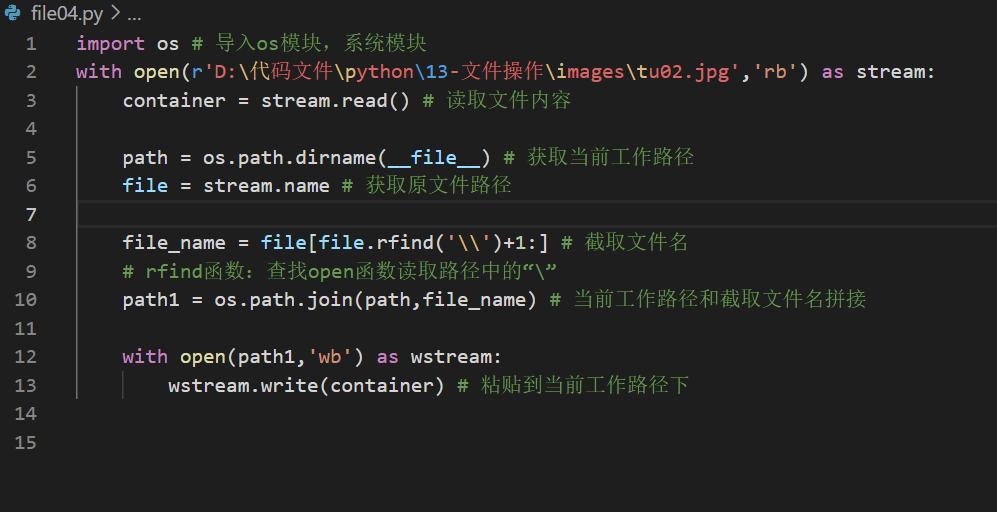 file04.py > ...
1 import os # 导入os模块，系统模块
2 with open(r'D:\代码文件\python\13-文件操作\images\tu02.jpg','rb') as stream:
3     container = stream.read() # 读取文件内容
4
5     path = os.path.dirname(__file__) # 获取当前工作路径
6     file = stream.name # 获取原文件路径
7
8     file_name = file[file.rfind('\\')+1:] # 截取文件名
9     # rfind函数：查找open函数读取路径中的“\”
10     path1 = os.path.join(path,file_name) # 当前工作路径和截取文件名拼接
11
12     with open(path1,'wb') as wstream:
13         wstream.write(container) # 粘贴到当前工作路径下
14
15